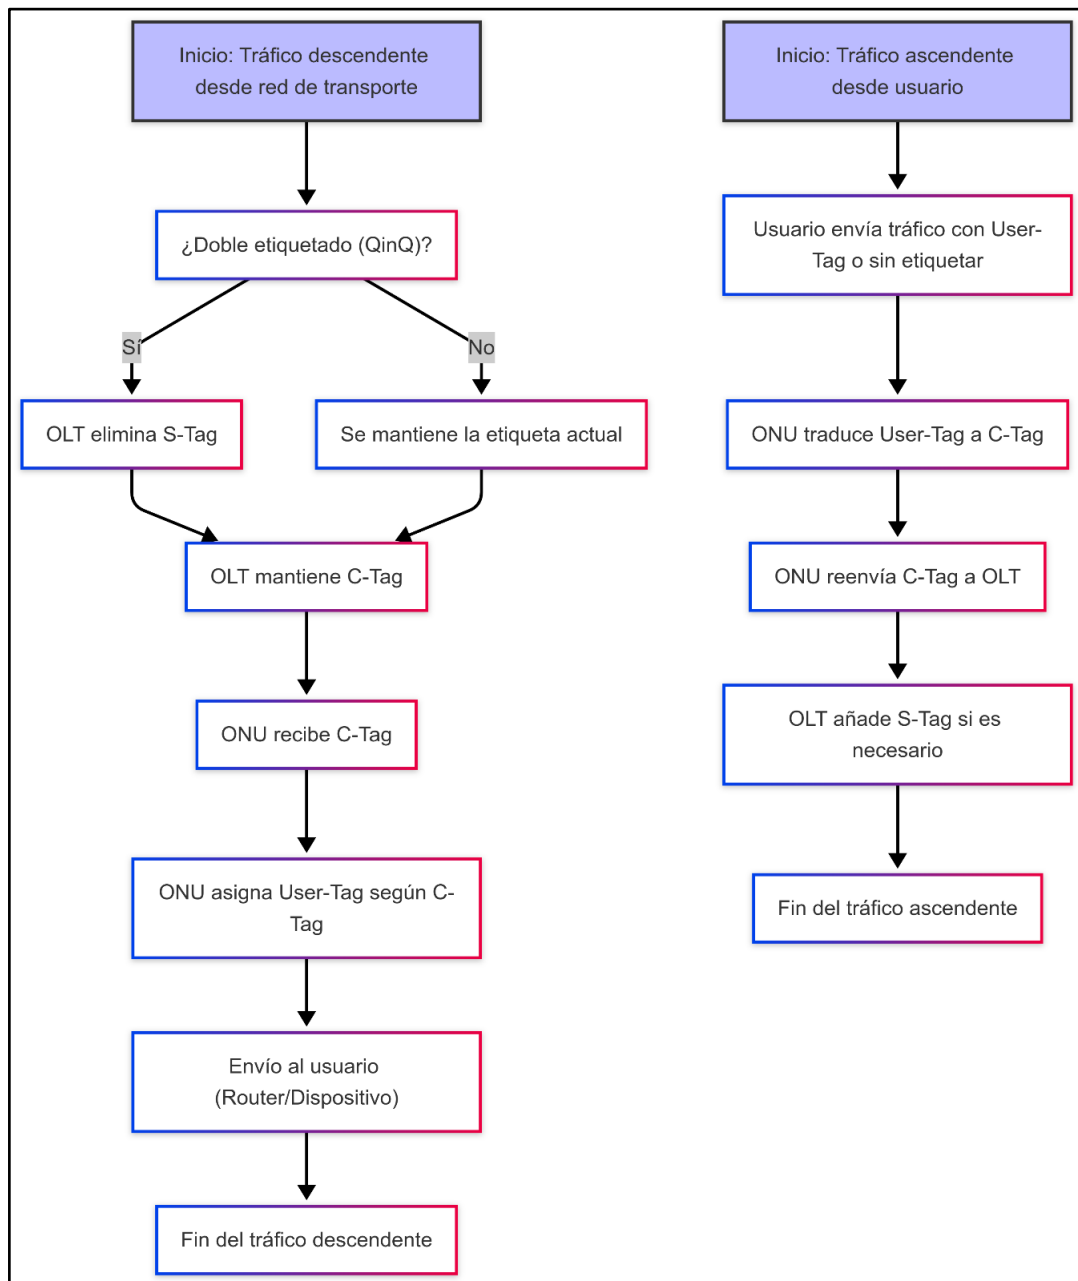 Inicio: Tráfico descendente
desde red de transporte
¿Doble etiquetado (QinQ)?
Sí
No
OLT elimina S-Tag
Se mantiene la etiqueta actual
OLT mantiene C-Tag
ONU recibe C-Tag
ONU asigna User-Tag según C-
Tag
Envío al usuario
(Router/Dispositivo)
Fin del tráfico descendente
Inicio: Tráfico ascendente
desde usuario
Usuario envía tráfico con User-
Tag o sin etiquetar
ONU traduce User-Tag a C-Tag
ONU reenvía C-Tag a OLT
OLT añade S-Tag si es
necesario
Fin del tráfico ascendente